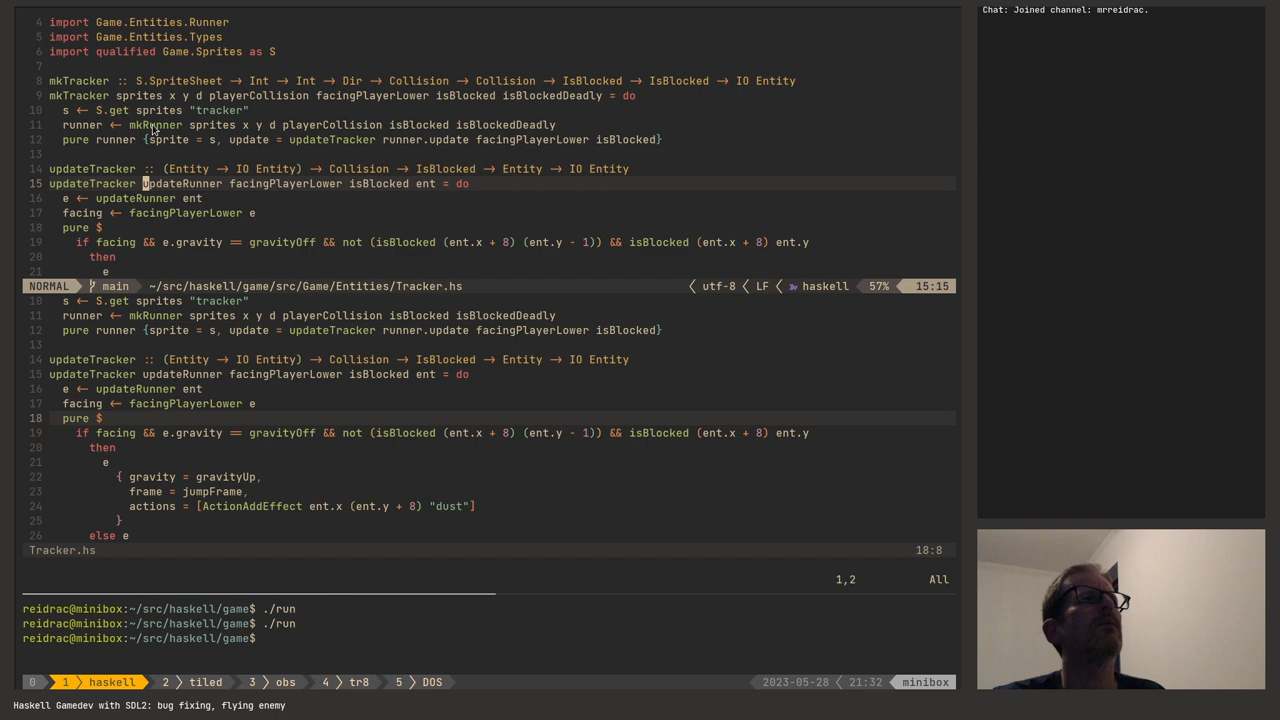 4 import Game.Entities.Runner
5 import Game.Entities.Types
6 import qualified Game.Sprites as S
7
8 mkTracker :: S.SpriteSheet → Int → Int → Dir → Collision → Collision → IsBlocked → IsBlocked → IO Entity
9 mkTracker sprites x y d playerCollision facingPlayerLower isBlocked isBlockedDeadly = do
10 s ← S.get sprites "tracker"
11 runner ← mkRunner sprites x y d playerCollision isBlocked isBlockedDeadly
12 pure runner {sprite = s, update = updateTracker runner.update facingPlayerLower isBlocked}
13
14 updateTracker :: (Entity → IO Entity) → Collision → IsBlocked → Entity → IO Entity
15 updateTracker updateRunner facingPlayerLower isBlocked ent = do
16 e ← updateRunner ent
17 facing ← facingPlayerLower e
18 pure $
19 if facing && e.gravity == gravityOff && not (isBlocked (ent.x + 8) (ent.y - 1)) && isBlocked (ent.x + 8) ent.y
20 then
21 e
NORMAL main ~/src/haskell/game/src/Game/Entities/Tracker.hs utf-8 LF haskell 57% 15:15
10 s ← S.get sprites "tracker"
11 runner ← mkRunner sprites x y d playerCollision isBlocked isBlockedDeadly
12 pure runner {sprite = s, update = updateTracker runner.update facingPlayerLower isBlocked}
13
14 updateTracker :: (Entity → IO Entity) → Collision → IsBlocked → Entity → IO Entity
15 updateTracker updateRunner facingPlayerLower isBlocked ent = do
16 e ← updateRunner ent
17 facing ← facingPlayerLower e
18 pure $
19 if facing && e.gravity == gravityOff && not (isBlocked (ent.x + 8) (ent.y - 1)) && isBlocked (ent.x + 8) ent.y
20 then
21 e
22 { gravity = gravityUp,
23 frame = jumpFrame,
24 actions = [ActionAddEffect ent.x (ent.y + 8) "dust"]
25 }
26 else e
Tracker.hs 18:8
1,2 All
reidrac@minibox:~/src/haskell/game$ ./run
reidrac@minibox:~/src/haskell/game$ ./run
reidrac@minibox:~/src/haskell/game$
0 1 haskell 2 tiled 3 obs 4 tr8 5 DOS 2023-05-28 21:32 minibox
Haskell Gamedev with SDL2: bug fixing, flying enemy
Chat: Joined channel: mrreidrac.